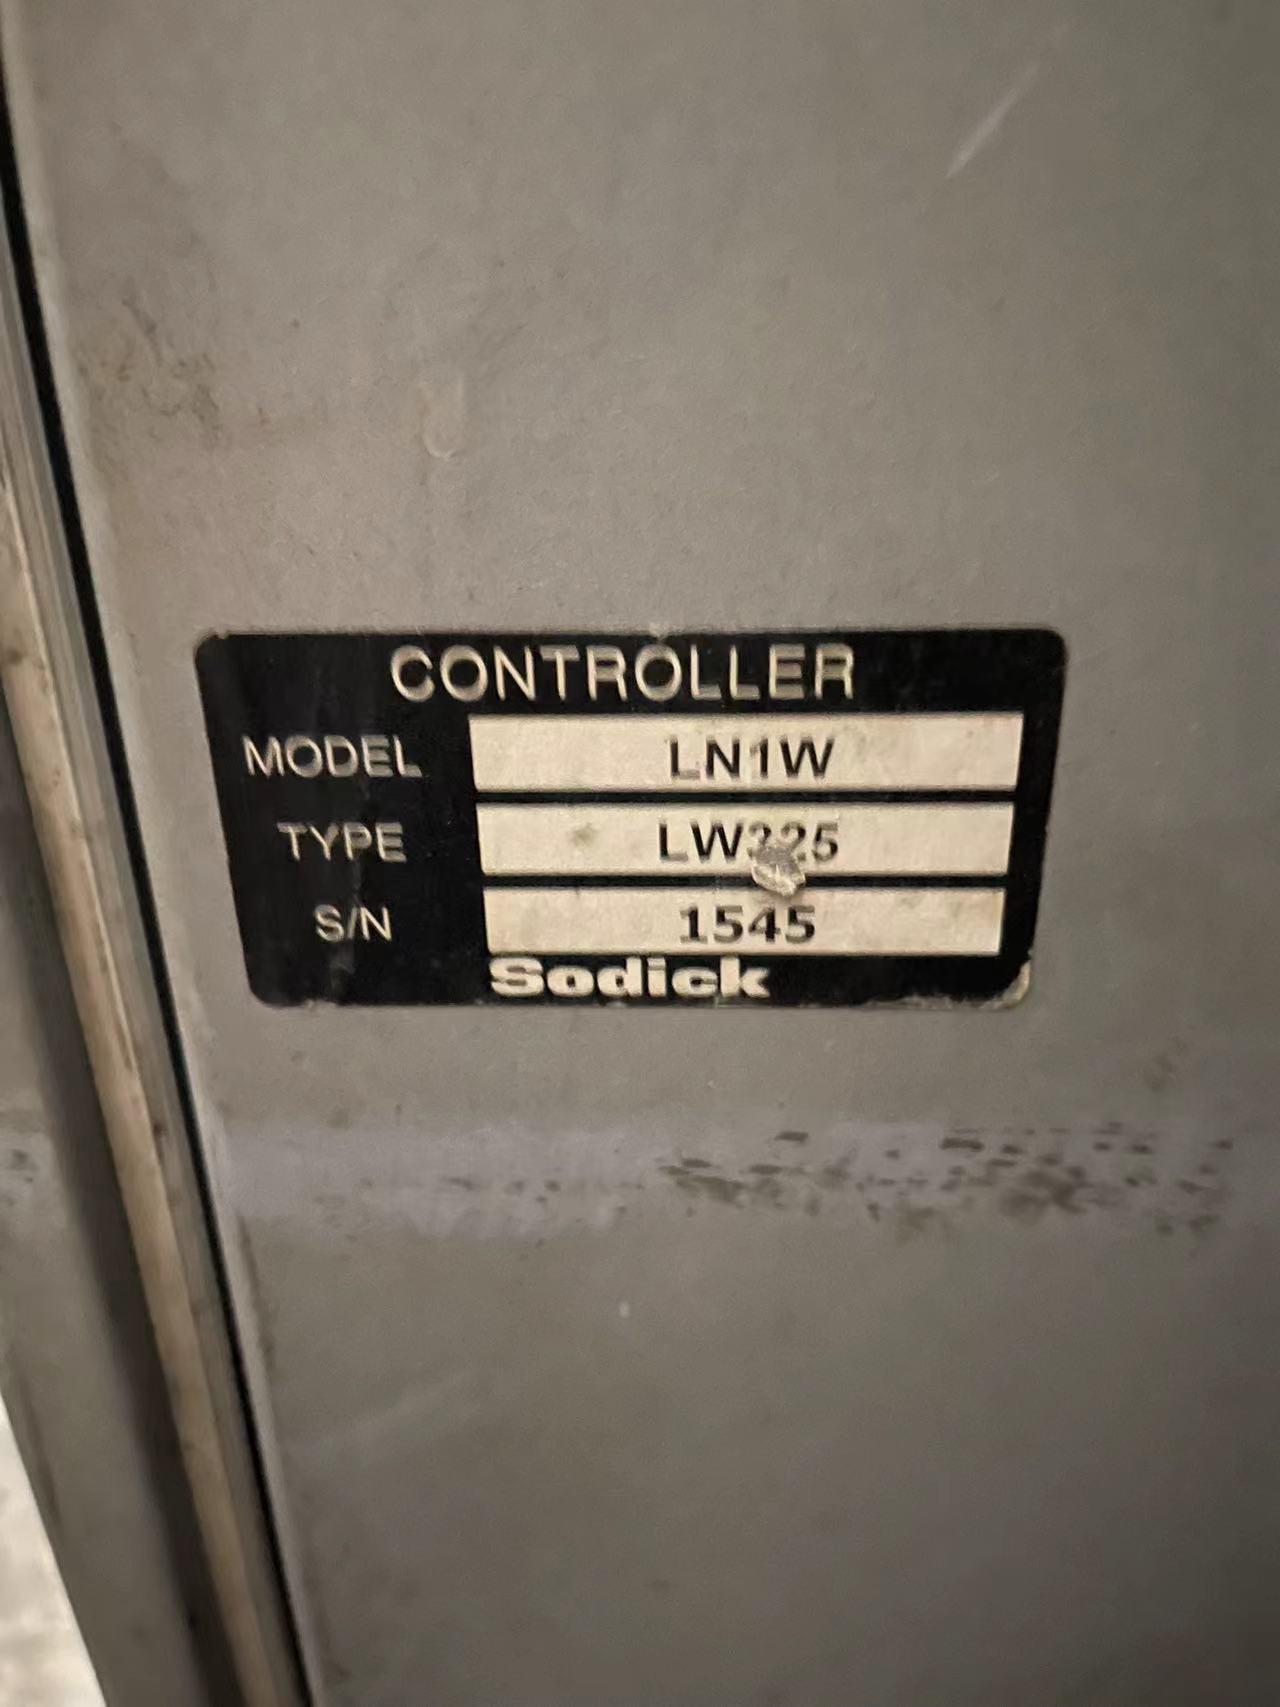 CONTROLLER
MODEL LN1W
TYPE LW325
S/N 1545
Sodick